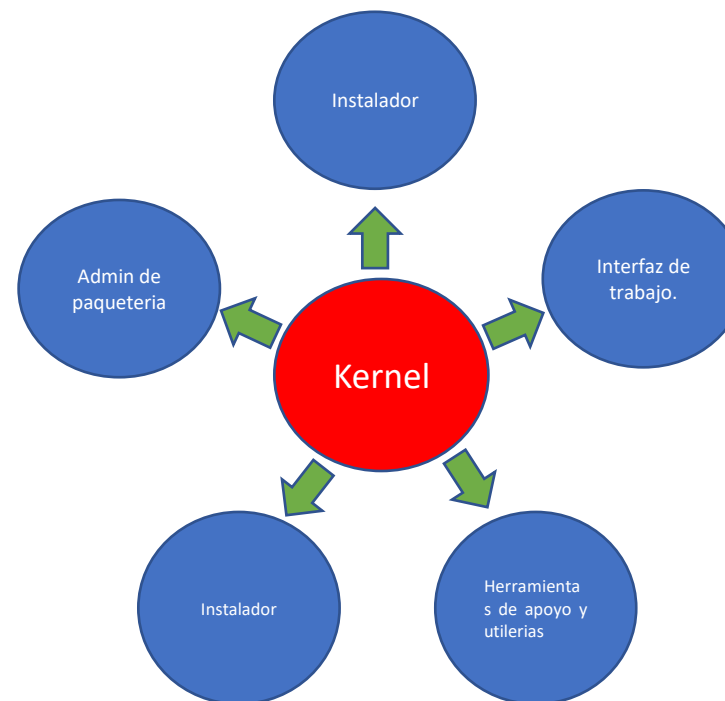 Instalador
Admin de
paqueteria
Interfaz de
trabajo.
Kernel
Instalador
Herramienta
s de apoyo y
utilerias